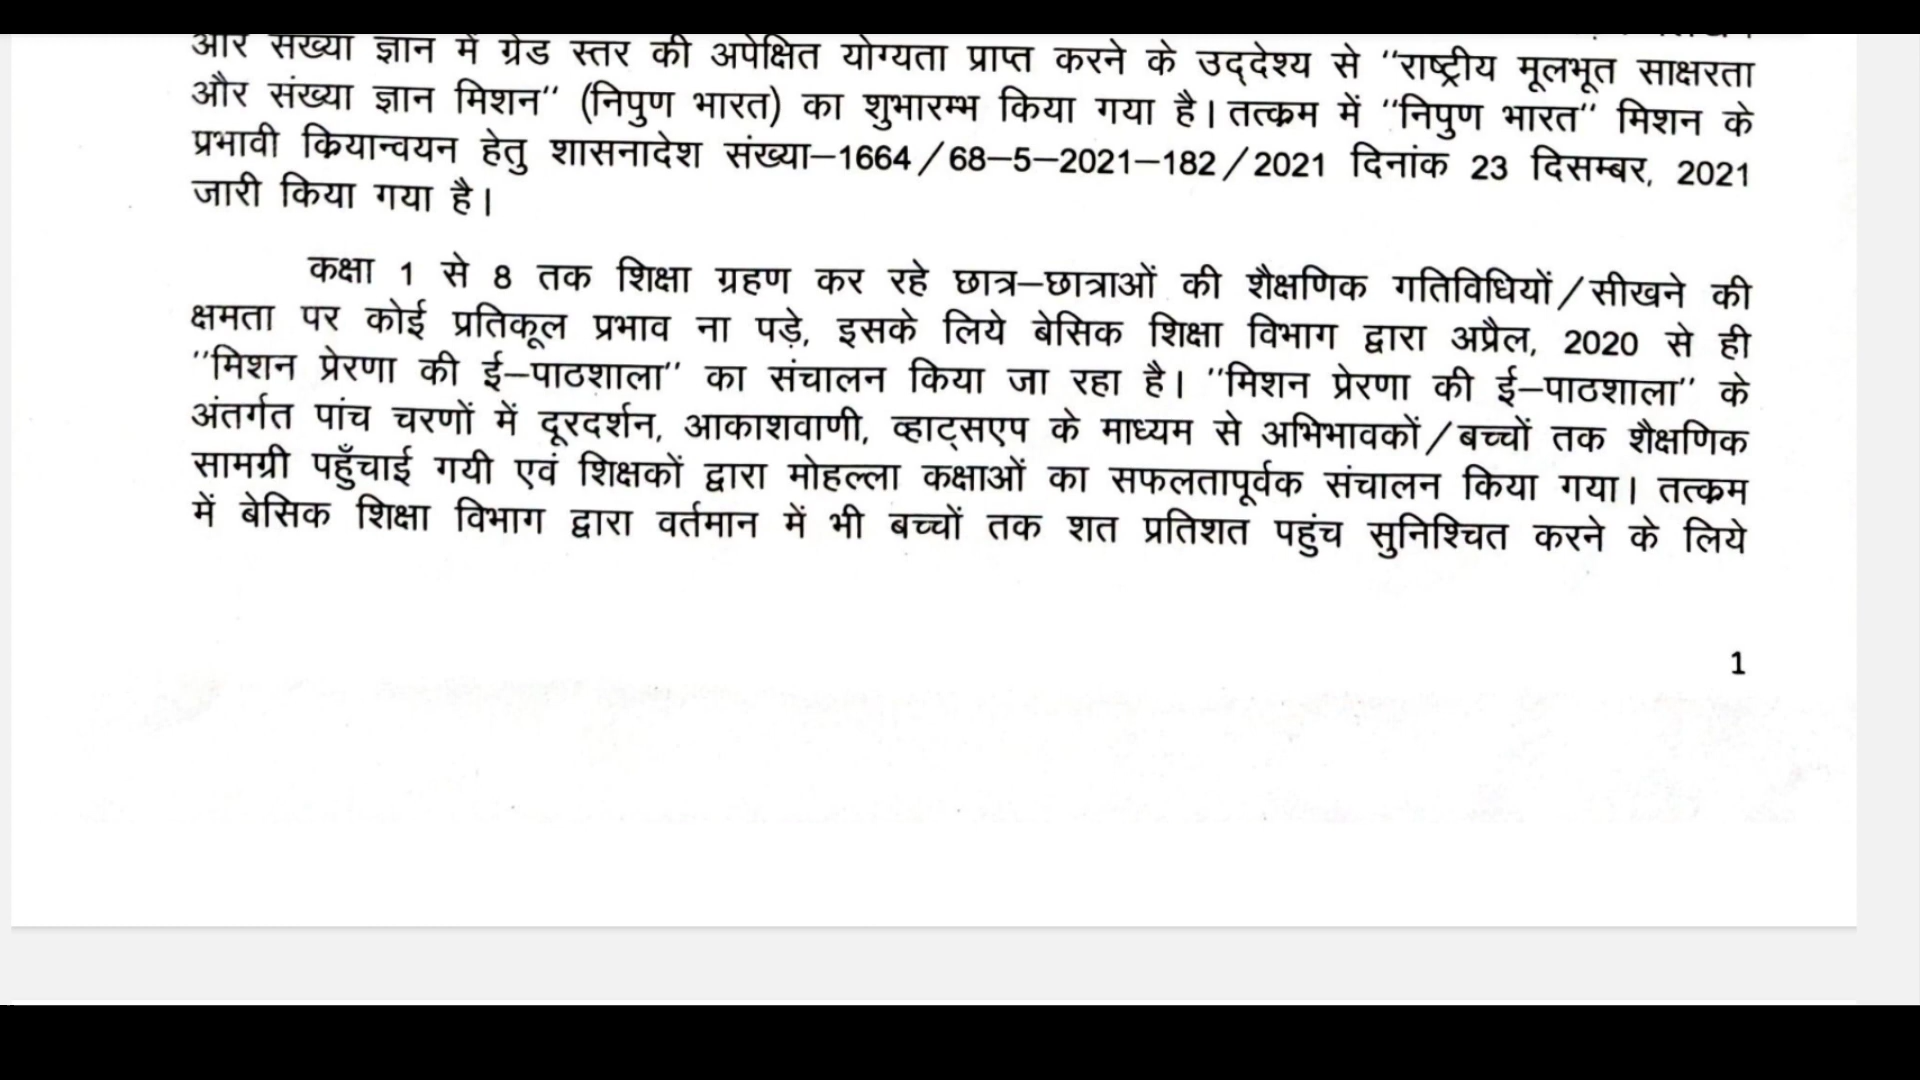 और संख्या ज्ञान में ग्रेड स्तर की अपेक्षित योग्यता प्राप्त करने के उद्देश्य से "राष्ट्रीय मूलभूत साक्षरता
और संख्या ज्ञान मिशन" (निपुण भारत) का शुभारम्भ किया गया है। तत्क्रम में "निपुण भारत" मिशन के
प्रभावी क्रियान्वयन हेतु शासनादेश संख्या–1664/68–5–2021–182/2021 दिनांक 23 दिसम्बर, 2021
जारी किया गया है।
कक्षा 1 से 8 तक शिक्षा ग्रहण कर रहे छात्र–छात्राओं की शैक्षणिक गतिविधियों/सीखने की
क्षमता पर कोई प्रतिकूल प्रभाव ना पड़े, इसके लिये बेसिक शिक्षा विभाग द्वारा अप्रैल, 2020 से ही
"मिशन प्रेरणा की ई–पाठशाला" का संचालन किया जा रहा है। "मिशन प्रेरणा की ई–पाठशाला" के
अंतर्गत पांच चरणों में दूरदर्शन, आकाशवाणी, व्हाट्सएप के माध्यम से अभिभावकों/बच्चों तक शैक्षणिक
सामग्री पहुँचाई गयी एवं शिक्षकों द्वारा मोहल्ला कक्षाओं का सफलतापूर्वक संचालन किया गया। तत्क्रम
में बेसिक शिक्षा विभाग द्वारा वर्तमान में भी बच्चों तक शत प्रतिशत पहुंच सुनिश्चित करने के लिये
1